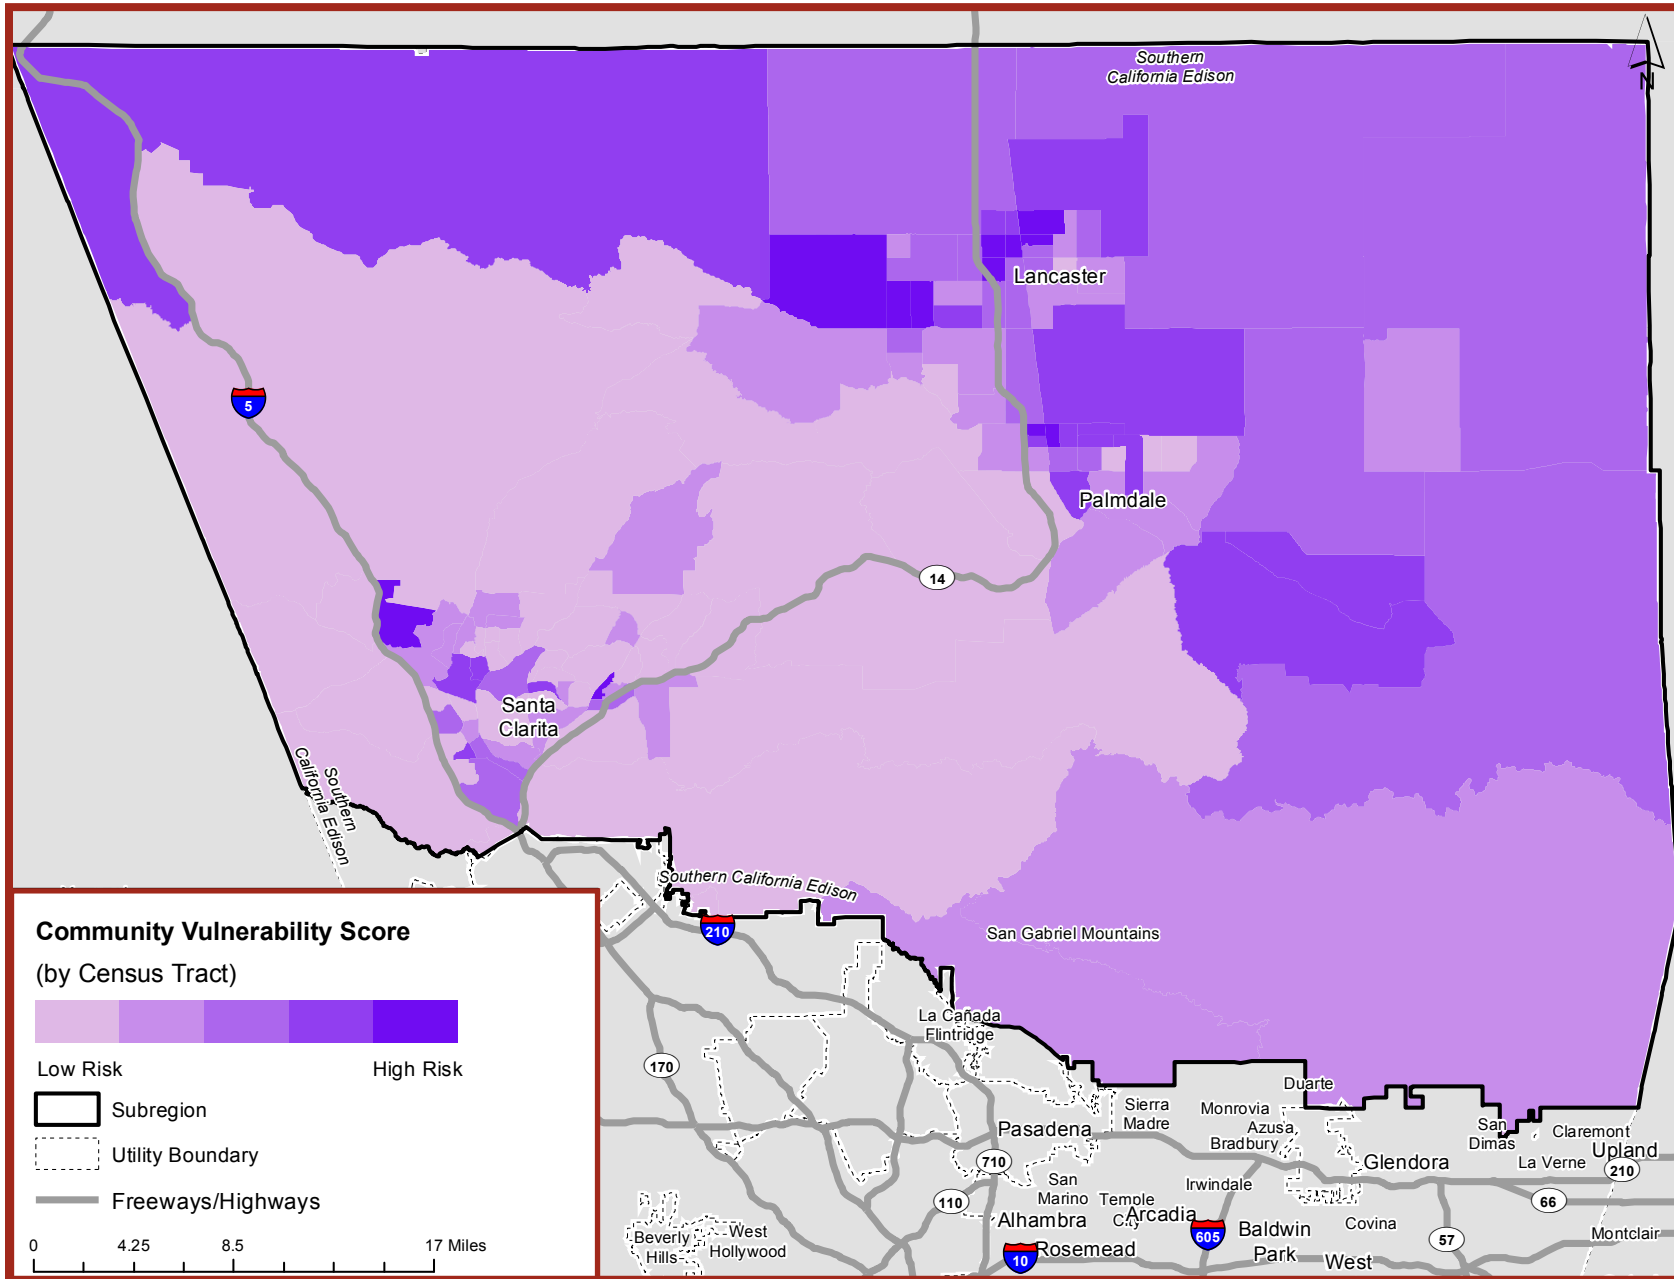 Southern
California Edison
N
Lancaster
5
Palmdale
14
Santa
Clarita
Southern
California Edison
Southern California Edison
210
San Gabriel Mountains
La Cañada
Flintridge
170
Duarte
Sierra
Madre
Monrovia
Azusa
Bradbury
San
Dimas
Claremont
Upland
La Verne
210
Pasadena
710
Glendora
San
Marino
Temple
City
Irwindale
66
110
Alhambra
Arcadia
605
Baldwin
Park
Covina
57
Montclair
Beverly
Hills
West
Hollywood
10
Rosemead
West
Community Vulnerability Score
(by Census Tract)
Low Risk
High Risk
Subregion
Utility Boundary
Freeways/Highways
0 4.25 8.5 17 Miles